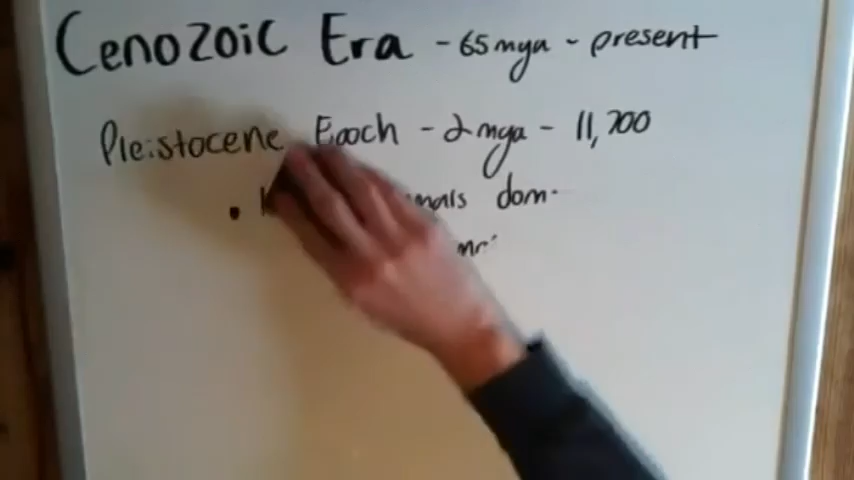 Cenozoic Era - 65 mya - present
Pleistocene Epoch - 2 mya - 11,700
dom